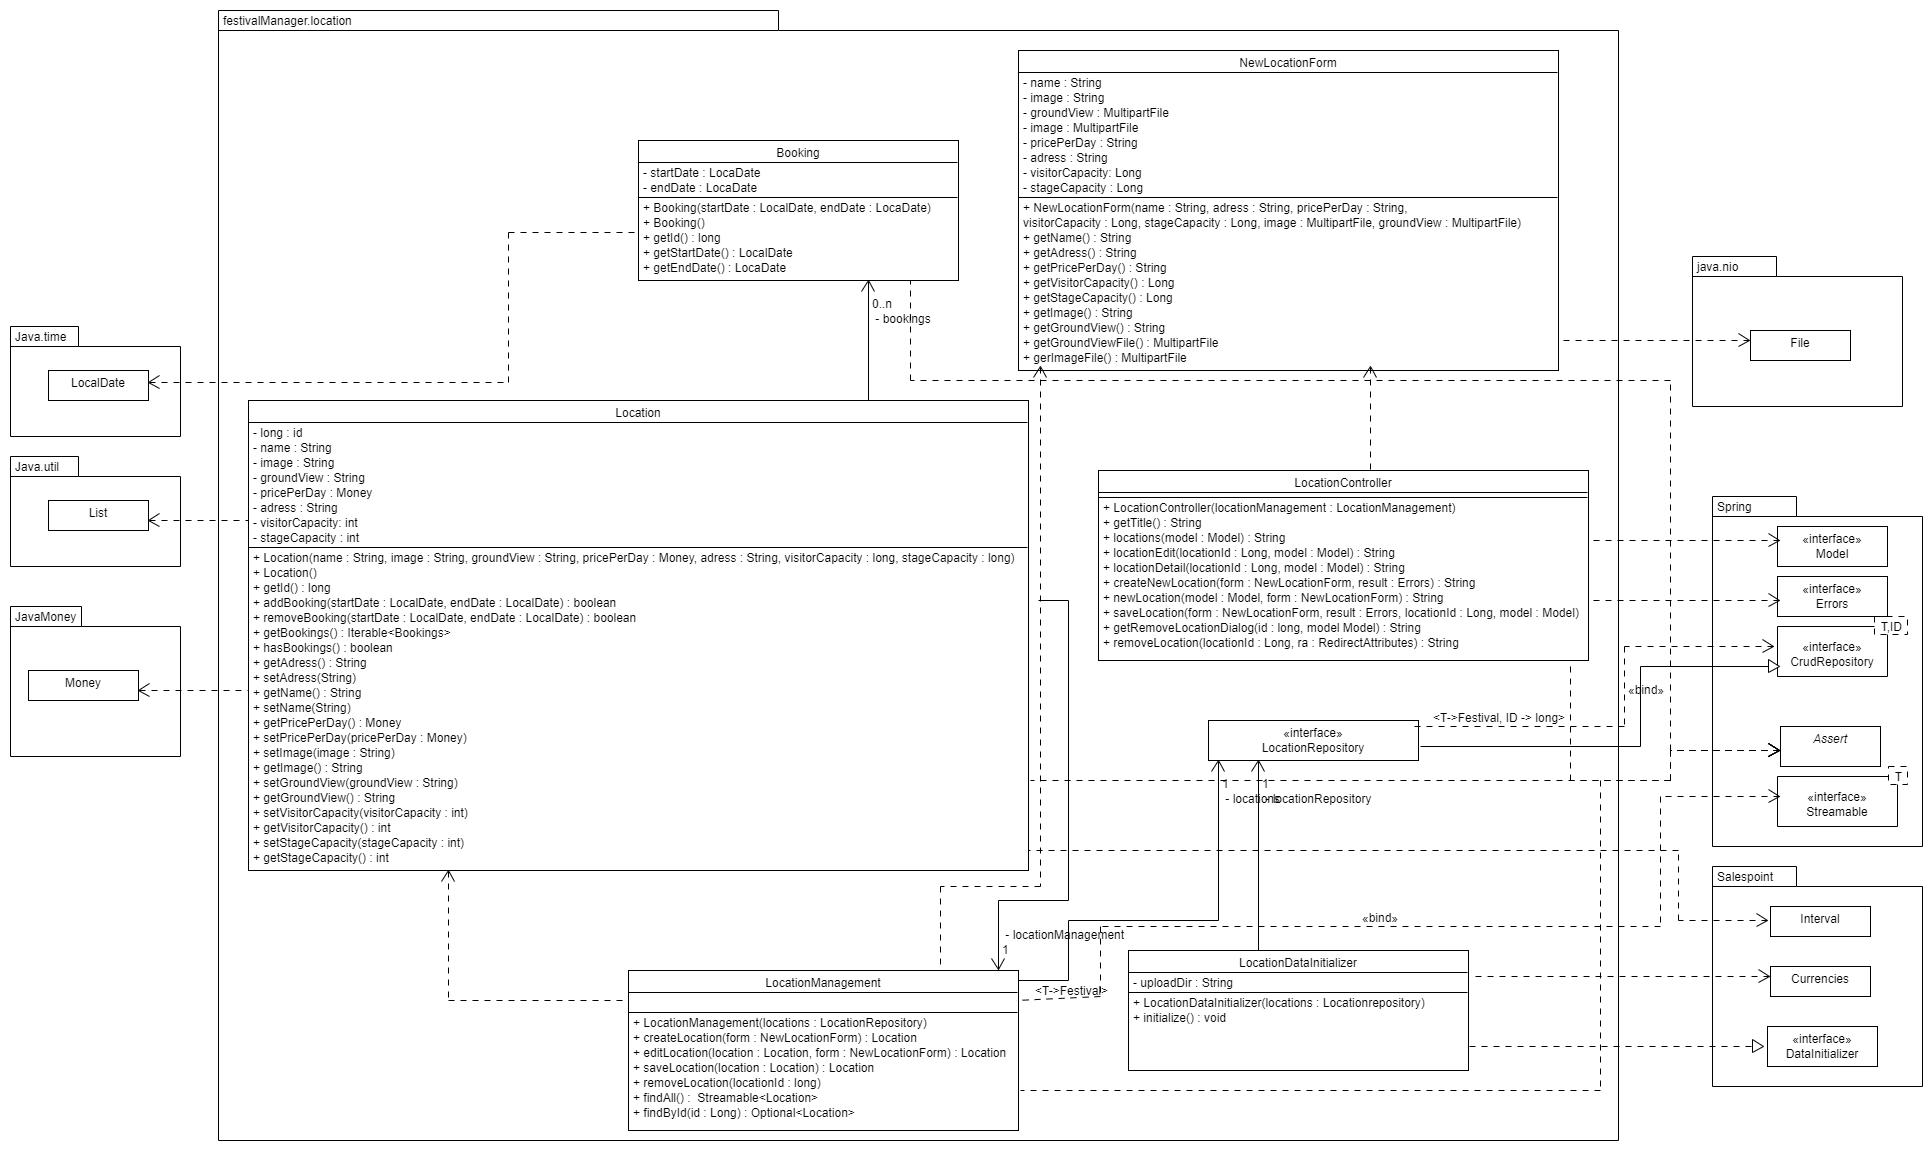 festivalManager.location
NewLocationForm
- name : String
- image : String
- groundView : MultipartFile
- image : MultipartFile
- pricePerDay : String
- adress : String
- visitorCapacity: Long
- stageCapacity : Long
+ NewLocationForm(name : String, adress : String, pricePerDay : String,
visitorCapacity : Long, stageCapacity : Long, image : MultipartFile, groundView : MultipartFile)
+ getName() : String
+ getAdress() : String
+ getPricePerDay() : String
+ getVisitorCapacity() : Long
+ getStageCapacity() : Long
+ getImage() : String
+ getGroundView() : String
+ getGroundViewFile() : MultipartFile
+ gerImageFile() : MultipartFile
Booking
- startDate : LocaDate
- endDate : LocaDate
+ Booking(startDate : LocalDate, endDate : LocaDate)
+ Booking()
+ getId() : long
+ getStartDate() : LocalDate
+ getEndDate() : LocaDate
0..n
- bookings
java.nio
File
Java.time
LocalDate
Java.util
List
JavaMoney
Money
Location
- long : id
- name : String
- image : String
- groundView : String
- pricePerDay : Money
- adress : String
- visitorCapacity: int
- stageCapacity : int
+ Location(name : String, image : String, groundView : String, pricePerDay : Money, adress : String, visitorCapacity : long, stageCapacity : long)
+ Location()
+ getId() : long
+ addBooking(startDate : LocalDate, endDate : LocalDate) : boolean
+ removeBooking(startDate : LocalDate, endDate : LocalDate) : boolean
+ getBookings() : Iterable<Bookings>
+ hasBookings() : boolean
+ getAdress() : String
+ setAdress(String)
+ getName() : String
+ setName(String)
+ getPricePerDay() : Money
+ setPricePerDay(pricePerDay : Money)
+ setImage(image : String)
+ getImage() : String
+ setGroundView(groundView : String)
+ getGroundView() : String
+ setVisitorCapacity(visitorCapacity : int)
+ getVisitorCapacity() : int
+ setStageCapacity(stageCapacity : int)
+ getStageCapacity() : int
LocationController
+ LocationController(locationManagement : LocationManagement)
+ getTitle() : String
+ locations(model : Model) : String
+ locationEdit(locationId : Long, model : Model) : String
+ locationDetail(locationId : Long, model : Model) : String
+ createNewLocation(form : NewLocationForm, result : Errors) : String
+ newLocation(model : Model, form : NewLocationForm) : String
+ saveLocation(form : NewLocationForm, result : Errors, locationId : Long, model : Model)
+ getRemoveLocationDialog(id : long, model Model) : String
+ removeLocation(locationId : Long, ra : RedirectAttributes) : String
Spring
«interface»
Model
«interface»
Errors
T,ID
«interface»
CrudRepository
«bind»
<T->Festival, ID -> long>
Assert
T
«interface»
Streamable
«interface»
LocationRepository
1
- locations
1
- locationRepository
Salespoint
Interval
Currencies
«interface»
DataInitializer
«bind»
- locationManagement
1
<T->Festival>
LocationManagement
+ LocationManagement(locations : LocationRepository)
+ createLocation(form : NewLocationForm) : Location
+ editLocation(location : Location, form : NewLocationForm) : Location
+ saveLocation(location : Location) : Location
+ removeLocation(locationId : long)
+ findAll() :  Streamable<Location>
+ findById(id : Long) : Optional<Location>
LocationDataInitializer
- uploadDir : String
+ LocationDataInitializer(locations : Locationrepository)
+ initialize() : void